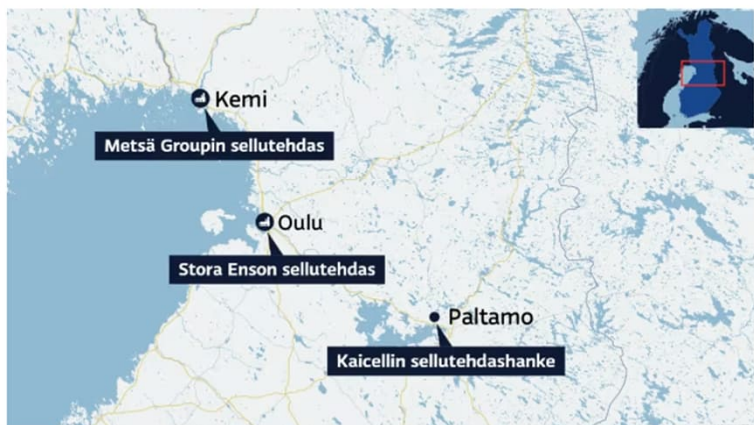 Kemi
Metsä Groupin sellutehdas
Oulu
Stora Enson sellutehdas
Paltamo
Kaicellin sellutehdashanke